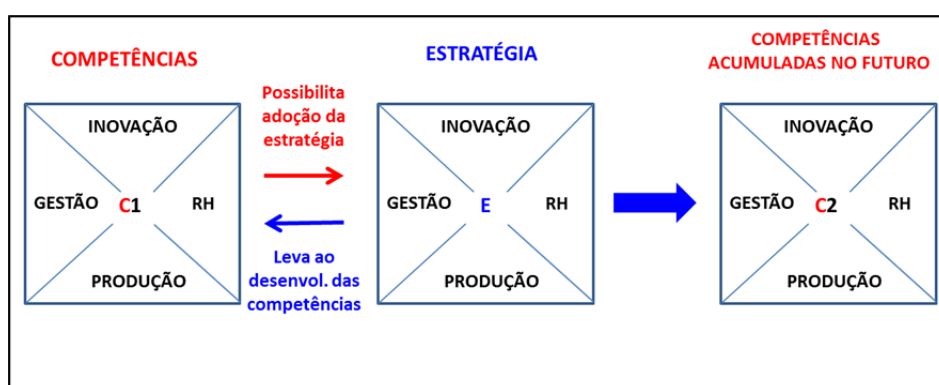 COMPETÊNCIAS
Possibilita
adoção da
estratégia
Leva ao
desenvol. das
competências
ESTRATÉGIA
COMPETÊNCIAS
ACUMULADAS NO FUTURO
INOVAÇÃO
GESTÃO C1 RH
PRODUÇÃO
INOVAÇÃO
GESTÃO E RH
PRODUÇÃO
INOVAÇÃO
GESTÃO C2 RH
PRODUÇÃO